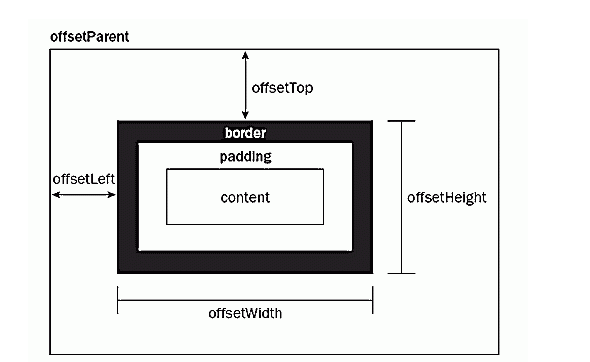 offsetParent
offsetTop
border
padding
offsetLeft
content
offsetHeight
offsetWidth